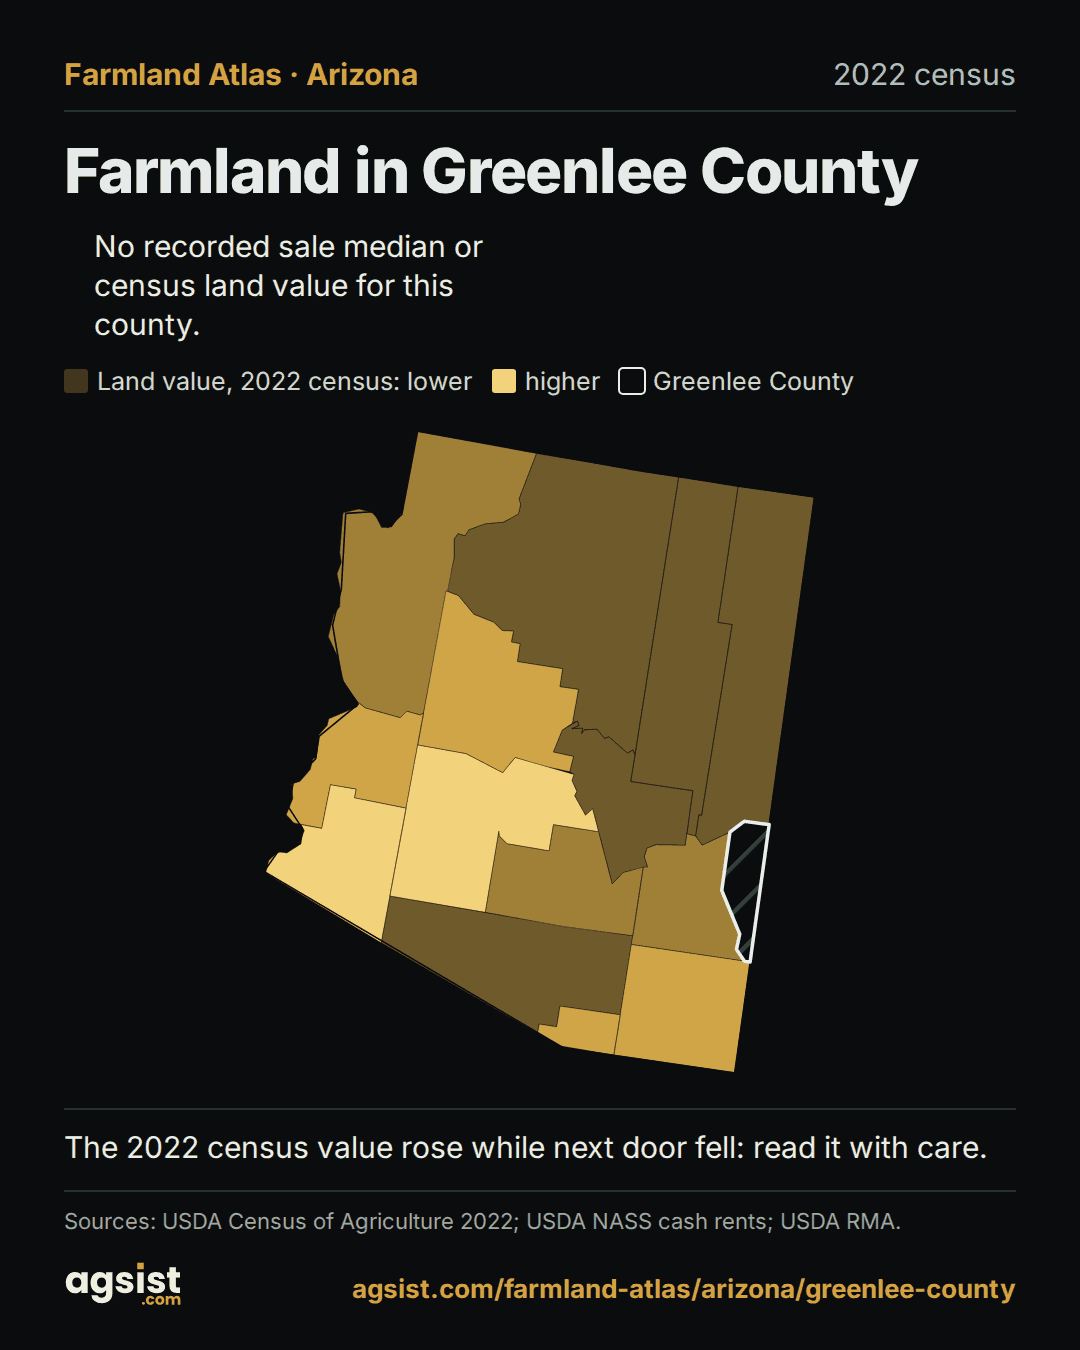 Farmland Atlas · Arizona
2022 census
Farmland in Greenlee County
No recorded sale median or
census land value for this
county.
Land value, 2022 census: lower
higher
Greenlee County
The 2022 census value rose while next door fell: read it with care.
Sources: USDA Census of Agriculture 2022; USDA NASS cash rents; USDA RMA.
agsist
.com
agsist.com/farmland-atlas/arizona/greenlee-county